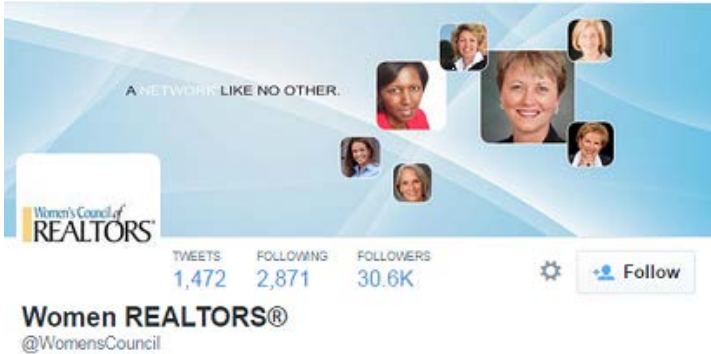 A NETWORK LIKE NO OTHER.
Women's Council of
REALTORS®
TWEETS FOLLOWING FOLLOWERS
1,472 2,871 30.6K
Follow
Women REALTORS®
@WomensCouncil